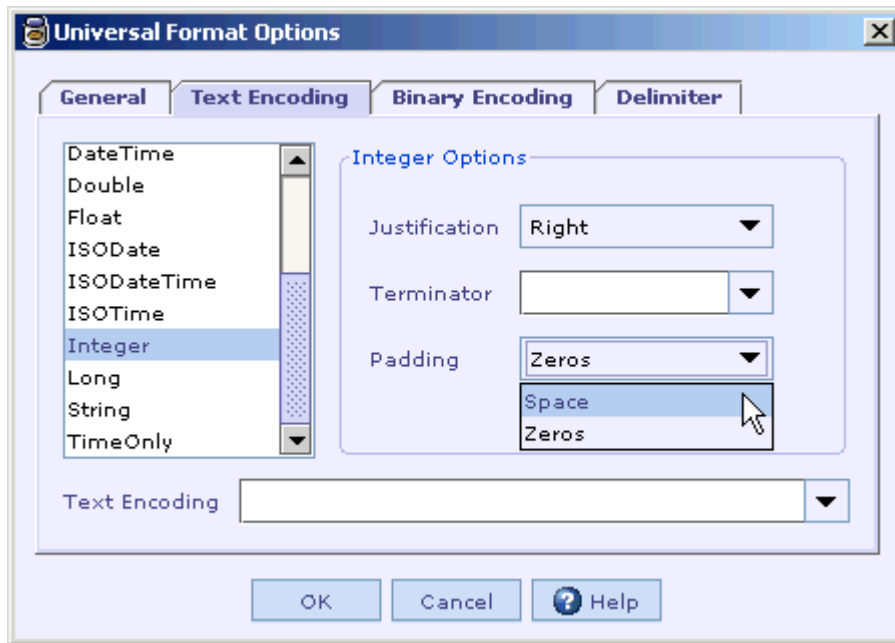 Universal Format Options
General Text Encoding Binary Encoding Delimiter
DateTime
Double
Float
ISODate
ISODateTime
ISOTime
Integer
Long
String
TimeOnly
Integer Options
Justification Right
Terminator
Padding Zeros
Space
Zeros
Text Encoding
OK Cancel ? Help